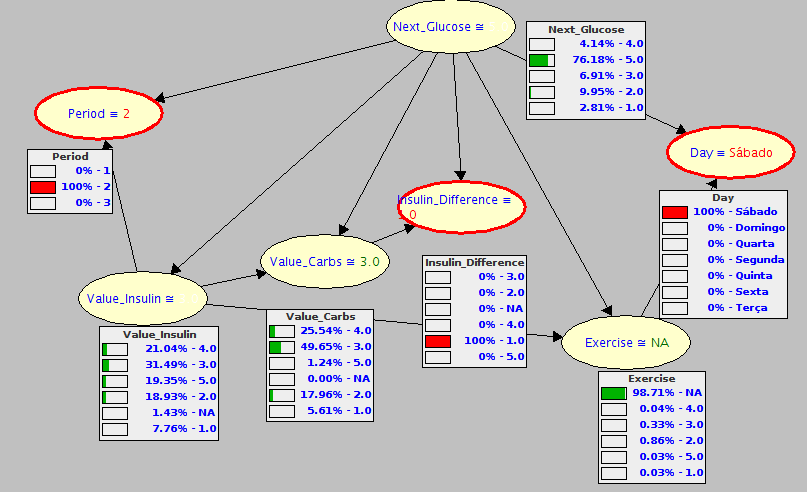 Next_Glucose ≅
Next_Glucose
4.14% - 4.0
76.18% - 5.0
6.91% - 3.0
9.95% - 2.0
2.81% - 1.0
Period ≡ 2
Period
0% - 1
100% - 2
0% - 3
Day ≡ Sábado
Day
100% - Sábado
0% - Domingo
0% - Quarta
0% - Segunda
0% - Quinta
0% - Sexta
0% - Terça
Insulin_Difference ≡
Insulin_Difference
0% - 3.0
0% - 2.0
0% - NA
0% - 4.0
100% - 1.0
0% - 5.0
Value_Carbs ≅ 3.0
Value_Carbs
25.54% - 4.0
49.65% - 3.0
1.24% - 5.0
0.00% - NA
17.96% - 2.0
5.61% - 1.0
Value_Insulin ≅
Value_Insulin
21.04% - 4.0
31.49% - 3.0
19.35% - 5.0
18.93% - 2.0
1.43% - NA
7.76% - 1.0
Exercise ≅ NA
Exercise
98.71% - NA
0.04% - 4.0
0.33% - 3.0
0.86% - 2.0
0.03% - 5.0
0.03% - 1.0